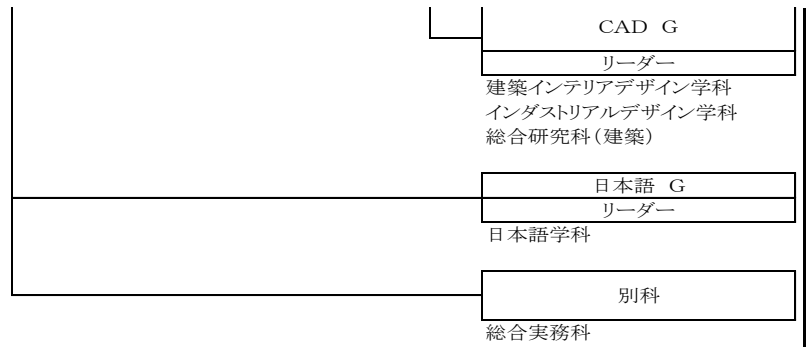 CAD G
リーダー
建築インテリアデザイン学科
インダストリアルデザイン学科
総合研究科(建築)
日本語 G
リーダー
日本語学科
別科
総合実務科